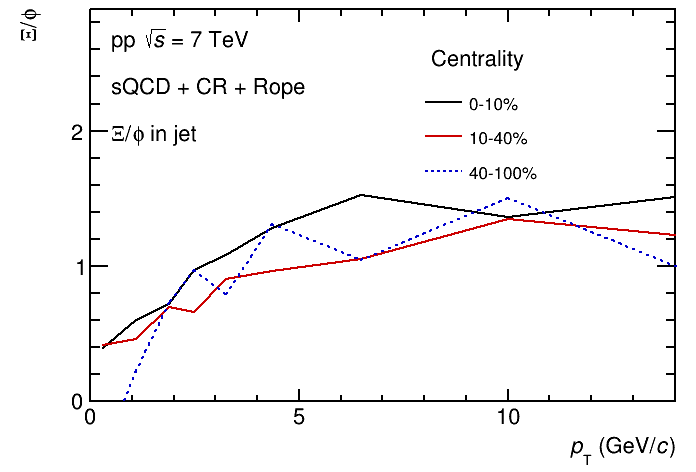 Ξ/ϕ
pp √s = 7 TeV
sQCD + CR + Rope
Ξ/ϕ in jet
Centrality
0-10%
10-40%
40-100%
2
1
0
0 5 10
p_T (GeV/c)